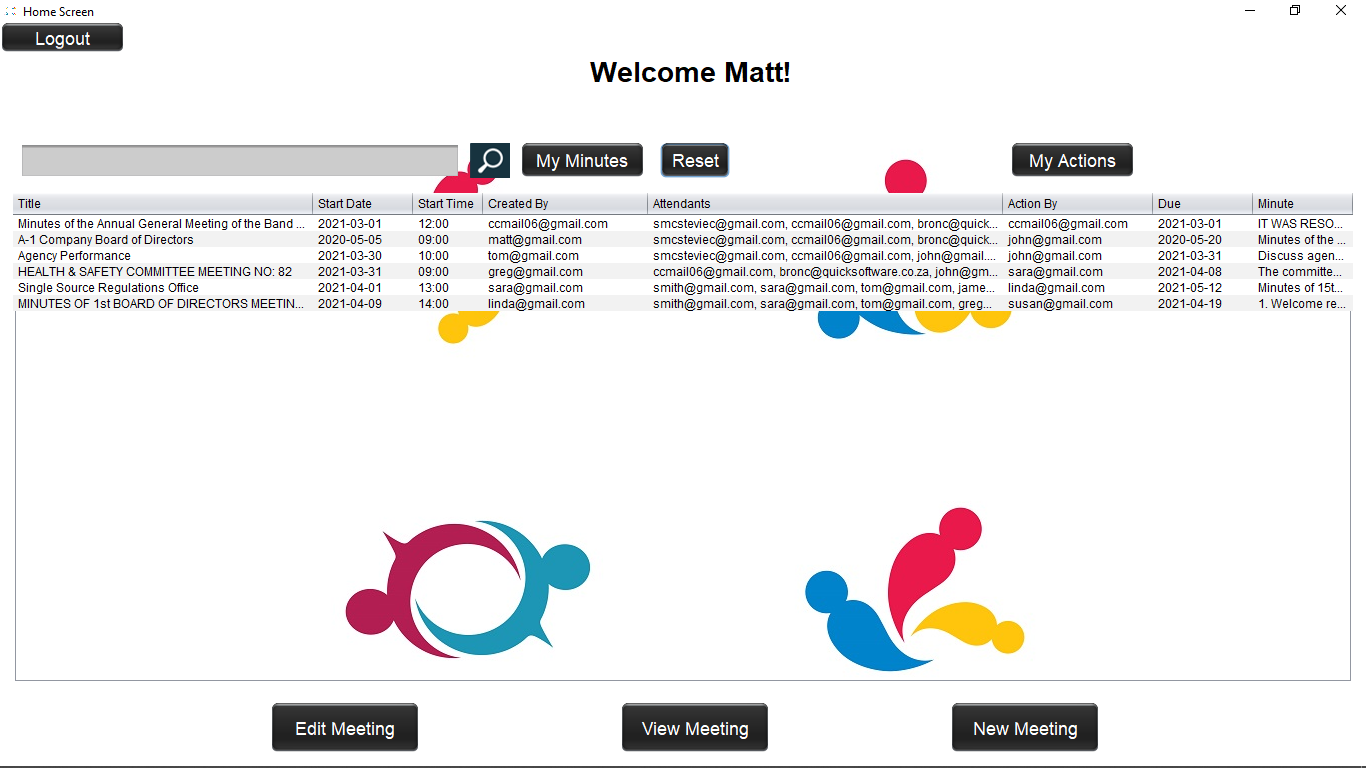 Home Screen
Logout
Welcome Matt!
My Minutes Reset My Actions
Title Start Date Start Time Created By Attendants Action By Due Minute
Minutes of the Annual General Meeting of the Band ... 2021-03-01 12:00 ccmail06@gmail.com smcsteviec@gmail.com, ccmail06@gmail.com, bronc@quick... ccmail06@gmail.com 2021-03-01 IT WAS RESO...
A-1 Company Board of Directors 2020-05-05 09:00 matt@gmail.com smcsteviec@gmail.com, ccmail06@gmail.com, bronc@quick... john@gmail.com 2020-05-20 Minutes of the ...
Agency Performance 2021-03-30 10:00 tom@gmail.com smcsteviec@gmail.com, ccmail06@gmail.com, john@gmail.... john@gmail.com 2021-03-31 Discuss agen...
HEALTH & SAFETY COMMITTEE MEETING NO: 82 2021-03-31 09:00 greg@gmail.com ccmail06@gmail.com, bronc@quicksoftware.co.za, john@gm... sara@gmail.com 2021-04-08 The committe...
Single Source Regulations Office 2021-04-01 13:00 sara@gmail.com smith@gmail.com, sara@gmail.com, tom@gmail.com, jame... linda@gmail.com 2021-05-12 Minutes of 15t...
MINUTES OF 1st BOARD OF DIRECTORS MEETIN... 2021-04-09 14:00 linda@gmail.com smith@gmail.com, sara@gmail.com, tom@gmail.com, greg... susan@gmail.com 2021-04-19 1. Welcome re...
Edit Meeting View Meeting New Meeting